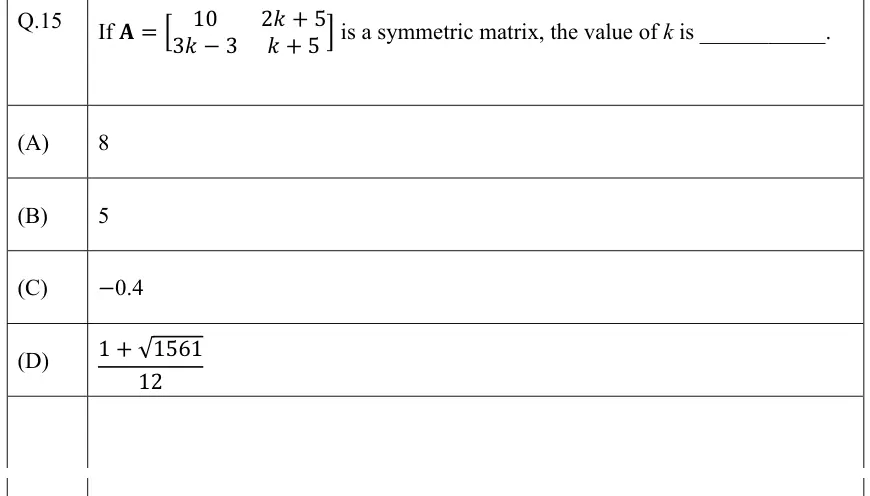 Q.15 If 𝐀 = [10 2k + 5
3k − 3 k + 5] is a symmetric matrix, the value of k is ___________.
(A) 8
(B) 5
(C) −0.4
(D) (1 + √1561)/12